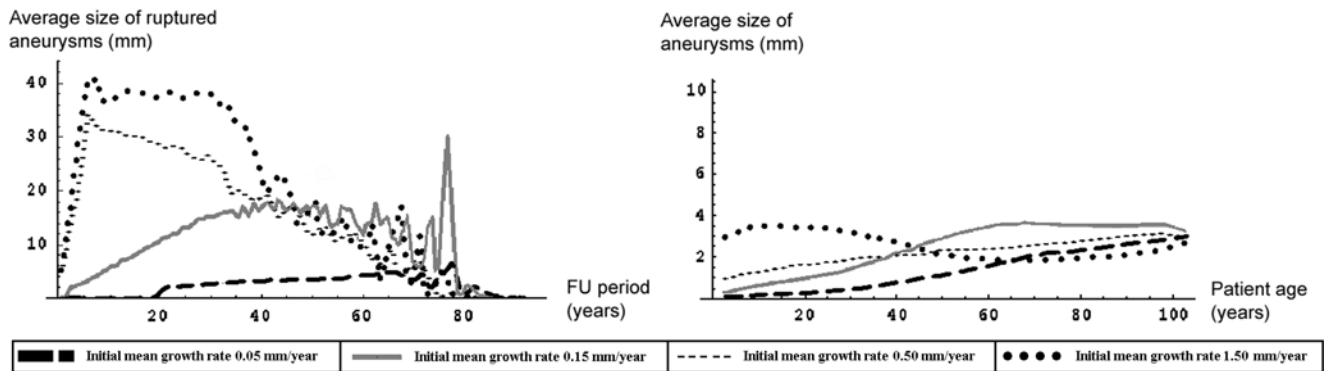 Average size of ruptured
aneurysms (mm)
40
30
20
10
20
40
60
80
FU period
(years)
Average size of
aneurysms (mm)
10
8
6
4
2
20
40
60
80
100
Patient age
(years)
Initial mean growth rate 0.05 mm/year
Initial mean growth rate 0.15 mm/year
Initial mean growth rate 0.50 mm/year
Initial mean growth rate 1.50 mm/year